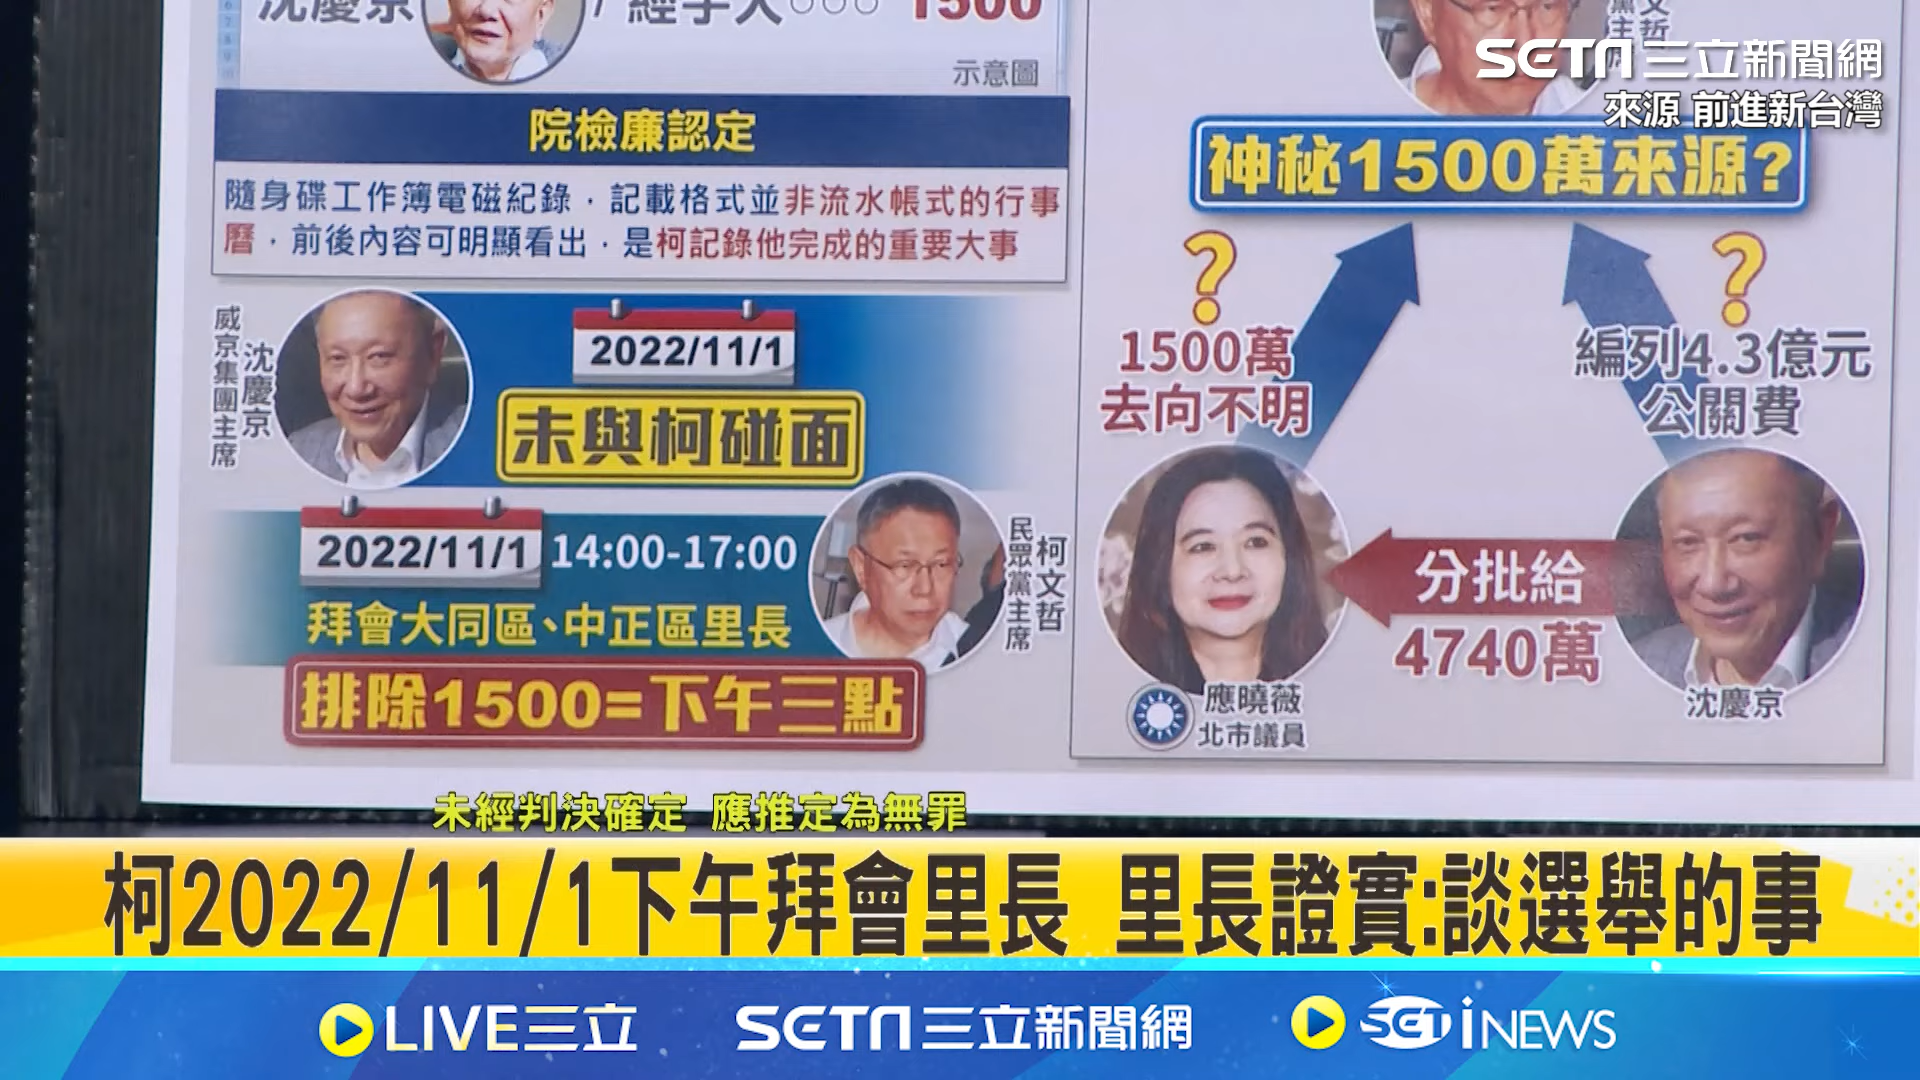 沈慶京 / 經手人○○○ 1500
示意圖
院檢廉認定
隨身碟工作簿電磁紀錄，記載格式並非流水帳式的行事
曆，前後內容可明顯看出，是柯記錄他完成的重要大事
威京集團主席
沈慶京
2022/11/1
未與柯碰面
2022/11/1 14:00-17:00
拜會大同區、中正區里長
民眾黨主席
柯文哲
排除1500=下午三點
SETN三立新聞網
來源 前進新台灣
神秘1500萬來源?
?
1500萬
去向不明
?
編列4.3億元
公關費
分批給
4740萬
應曉薇
北市議員
沈慶京
未經判決確定 應推定為無罪
柯2022/11/1下午拜會里長 里長證實:談選舉的事
LIVE三立
SETN三立新聞網
SET iNEWS